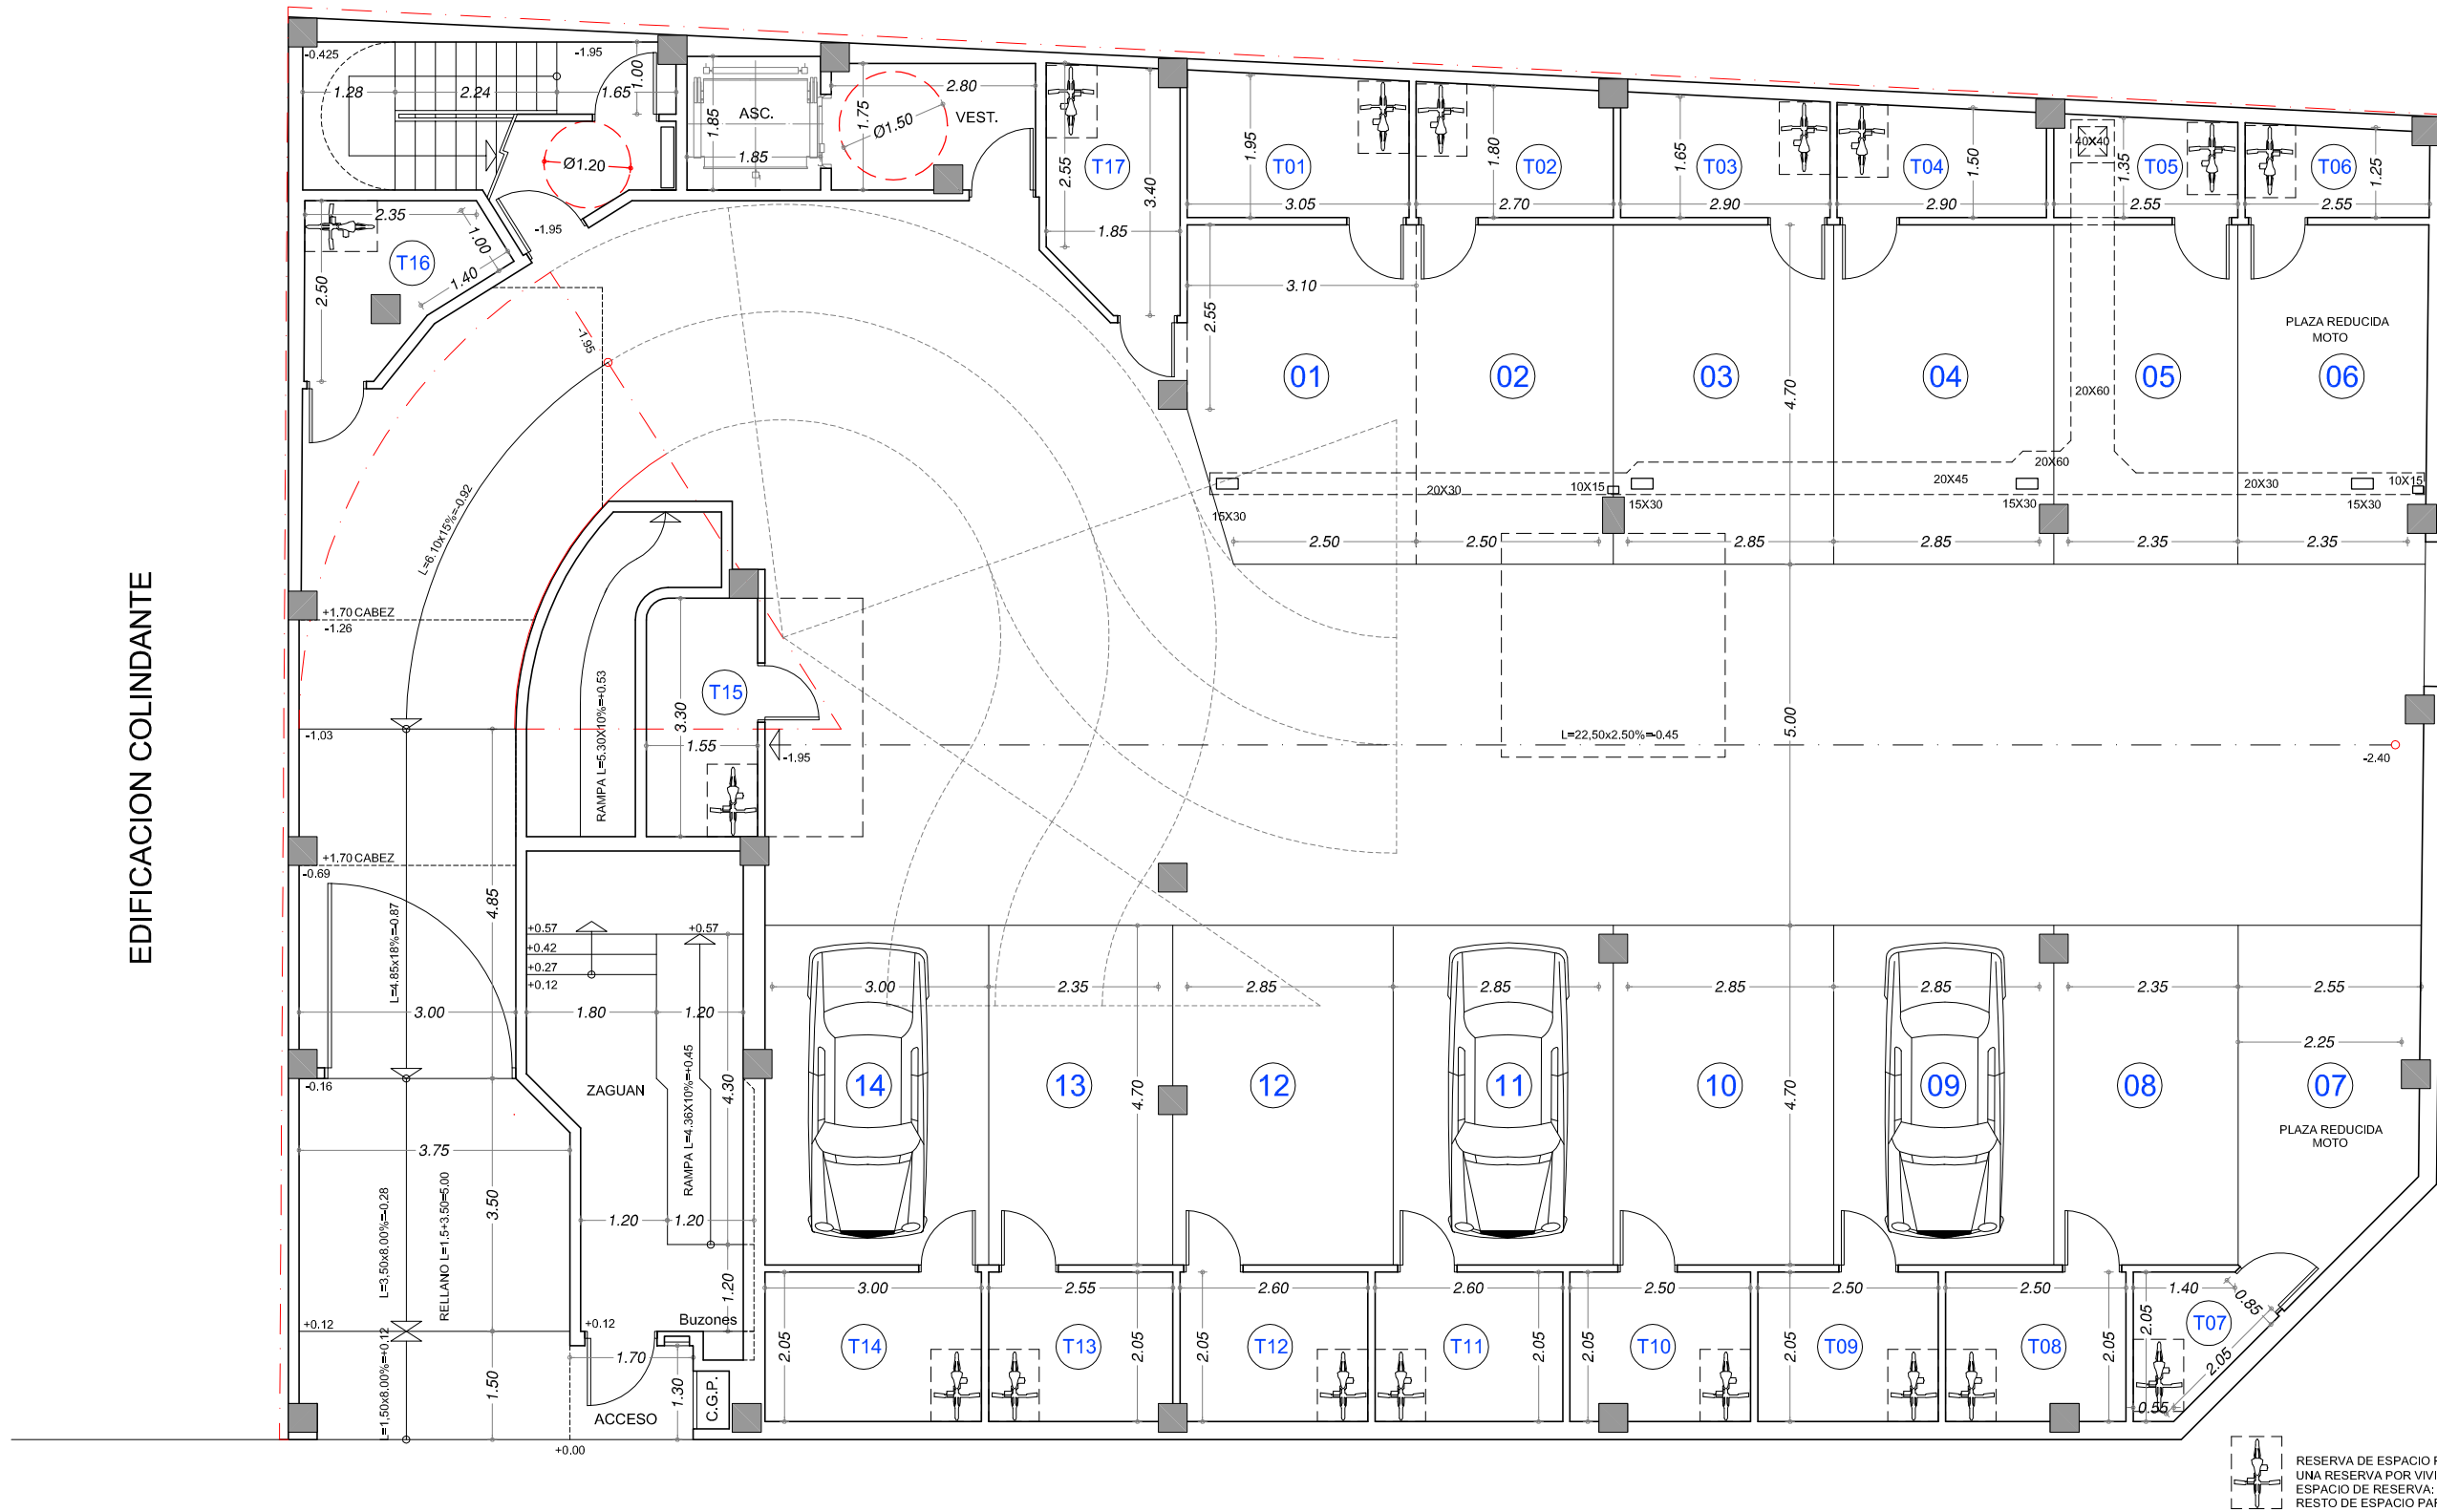 EDIFICACION COLINDANTE
-0.425
-1.95
1.00
1.28
2.24
1.65
Ø1.20
1.85
ASC.
1.85
1.75
2.80
Ø1.50
VEST.
2.55
T17
3.40
1.85
1.95
T01
3.05
1.80
T02
2.70
1.65
T03
2.90
T04
1.50
2.90
40X40
1.35
T05
2.55
T06
1.25
2.55
2.35
1.00
-1.95
T16
1.40
2.50
-1.95
3.10
2.55
4.70
PLAZA REDUCIDA
MOTO
01
02
03
04
05
06
20X60
20X60
20X30
10X15
15X30
15X30
20X45
15X30
20X30
10X15
15X30
2.50
2.50
2.85
2.85
2.35
2.35
L=6.10x15%=-0.92
+1.70 CABEZ
-1.26
RAMPA L=5.30X10%=+0.53
T15
3.30
1.55
-1.95
-1.03
5.00
L=22,50x2.50%=-0.45
-2.40
+1,70 CABEZ
-0.69
4.85
L=4.85x18%=-0.87
+0.57
+0.57
+0.42
+0.27
+0.12
3.00
1.80
1.20
-0.16
ZAGUAN
RAMPA L=4.36X10%=+0.45
4.30
3.00
2.35
2.85
2.85
2.85
2.85
2.35
2.55
2.25
14
13
12
11
10
09
08
07
4.70
4.70
PLAZA REDUCIDA
MOTO
3.75
3.50
L=3,50x8.00%=-0.28
RELLANO L=1.5+3.50=5.00
1.20
1.20
1.20
+0.12
+0.12
Buzones
L=1,50x8.00%=+0.12
1.50
1.70
1.30
C.G.P.
ACCESO
+0.00
3.00
2.55
2.60
2.60
2.50
2.50
2.50
1.40
0.85
2.05
T14
T13
2.05
2.05
T12
T11
2.05
2.05
T10
2.05
T09
T08
2.05
2.05
T07
2.05
0.55
RESERVA DE ESPACIO
UNA RESERVA POR
ESPACIO DE RESERVA:
RESTO DE ESPACIO